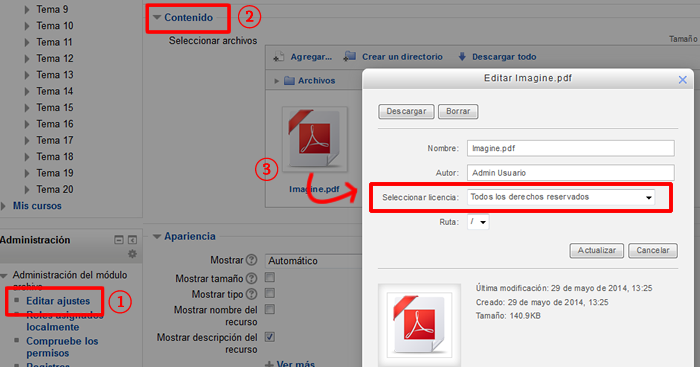 Tema 9
Tema 10
Tema 11
Tema 12
Tema 13
Tema 14
Tema 15
Tema 16
Tema 17
Tema 18
Tema 19
Tema 20
Mis cursos
Administración
Administración del módulo
archivo
Editar ajustes
1
Roles asignados
localmente
Compruebe los
permisos
Registros
Contenido
2
Tamaño
Seleccionar archivos
Agregar...
Crear un directorio
Descargar todo
Archivos
3
Imagine.pdf
Apariencia
Mostrar
Automático
Mostrar tamaño
Mostrar tipo
Mostrar nombre del
recurso
Mostrar descripción del
recurso
Ver más
Editar Imagine.pdf
Descargar
Borrar
Nombre:
Imagine.pdf
Autor:
Admin Usuario
Seleccionar licencia:
Todos los derechos reservados
Ruta:
/
Actualizar
Cancelar
Última modificación: 29 de mayo de 2014, 13:25
Creado: 29 de mayo de 2014, 13:25
Tamaño: 140.9KB